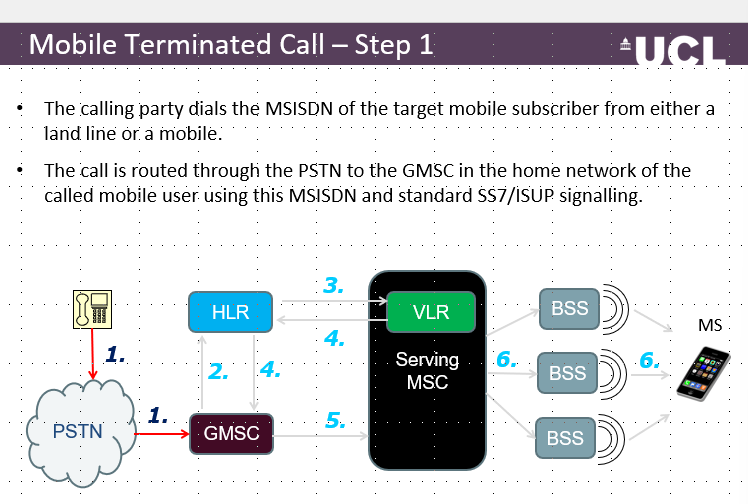 Mobile Terminated Call – Step 1
UCL
• The calling party dials the MSISDN of the target mobile subscriber from either a
land line or a mobile.
• The call is routed through the PSTN to the GMSC in the home network of the
called mobile user using this MSISDN and standard SS7/ISUP signalling.
3.
HLR
VLR
BSS
MS
1.
4.
2.
4.
Serving
MSC
6.
BSS
6.
1.
5.
PSTN
GMSC
BSS